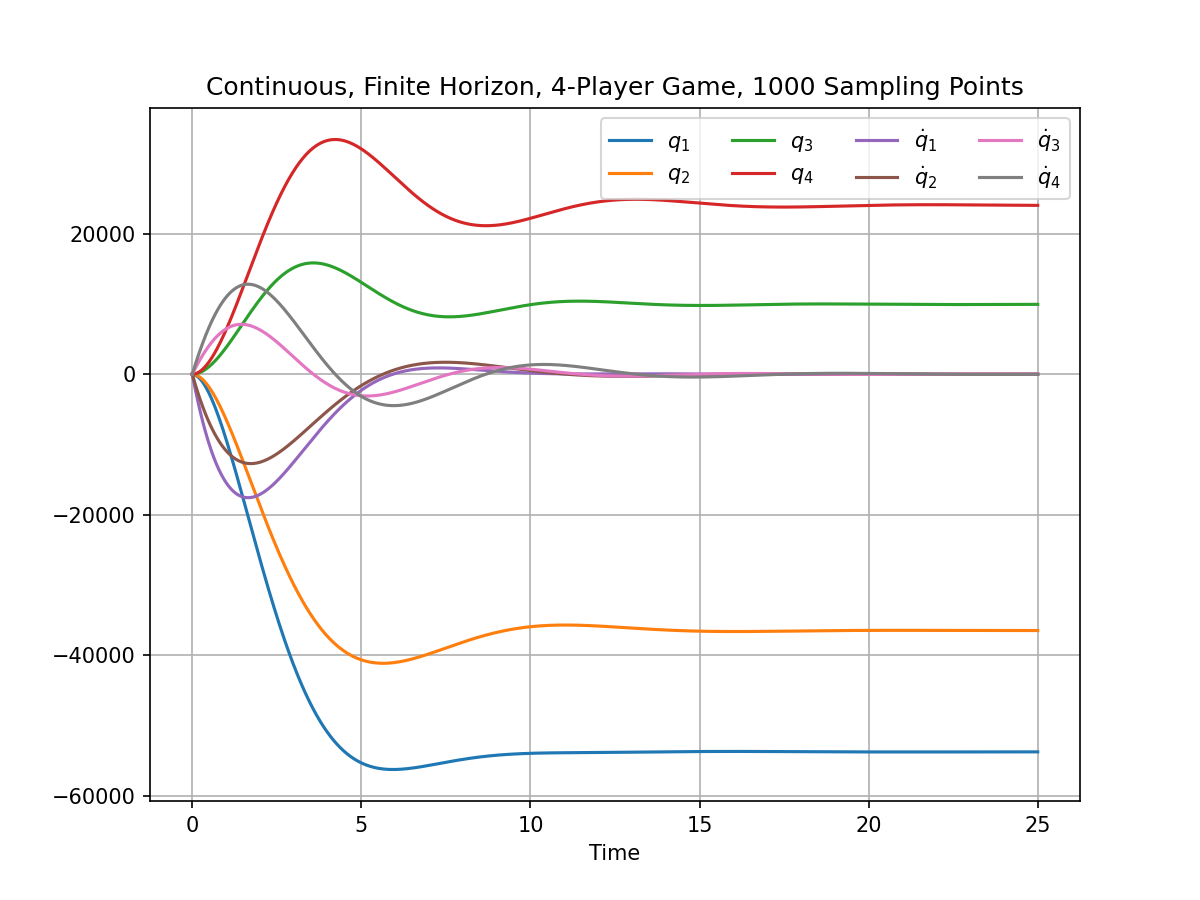 Continuous, Finite Horizon, 4-Player Game, 1000 Sampling Points
q₁ q₃ q̇₁ q̇₃
q₂ q₄ q̇₂ q̇₄
20000
0
−20000
−40000
−60000
0 5 10 15 20 25
Time